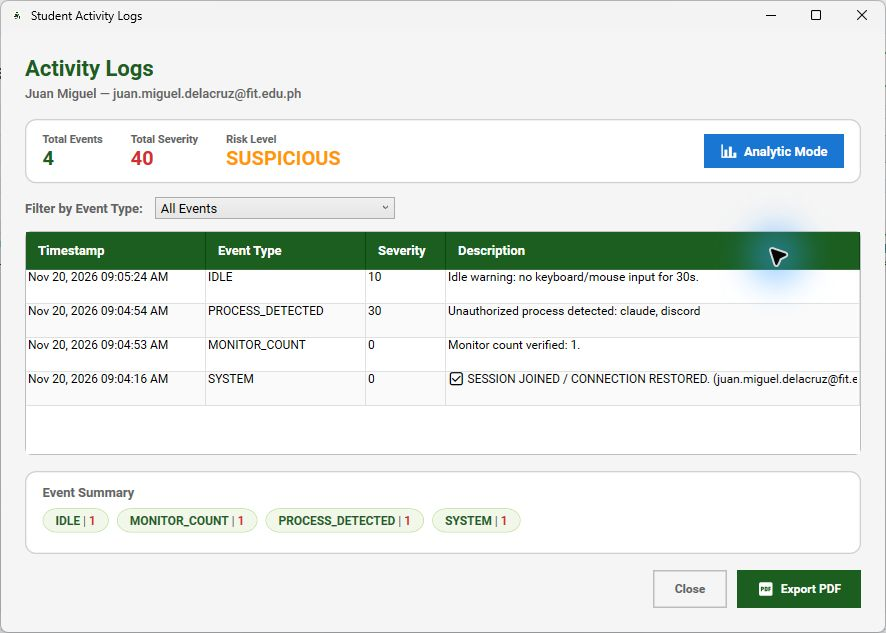 Student Activity Logs
Activity Logs
Juan Miguel — juan.miguel.delacruz@fit.edu.ph
Total Events Total Severity Risk Level
4 40 SUSPICIOUS
Analytic Mode
Filter by Event Type: All Events
Timestamp Event Type Severity Description
Nov 20, 2026 09:05:24 AM IDLE 10 Idle warning: no keyboard/mouse input for 30s.
Nov 20, 2026 09:04:54 AM PROCESS_DETECTED 30 Unauthorized process detected: claude, discord
Nov 20, 2026 09:04:53 AM MONITOR_COUNT 0 Monitor count verified: 1.
Nov 20, 2026 09:04:16 AM SYSTEM 0 SESSION JOINED / CONNECTION RESTORED. (juan.miguel.delacruz@fit.e
Event Summary
IDLE | 1 MONITOR_COUNT | 1 PROCESS_DETECTED | 1 SYSTEM | 1
Close PDF Export PDF